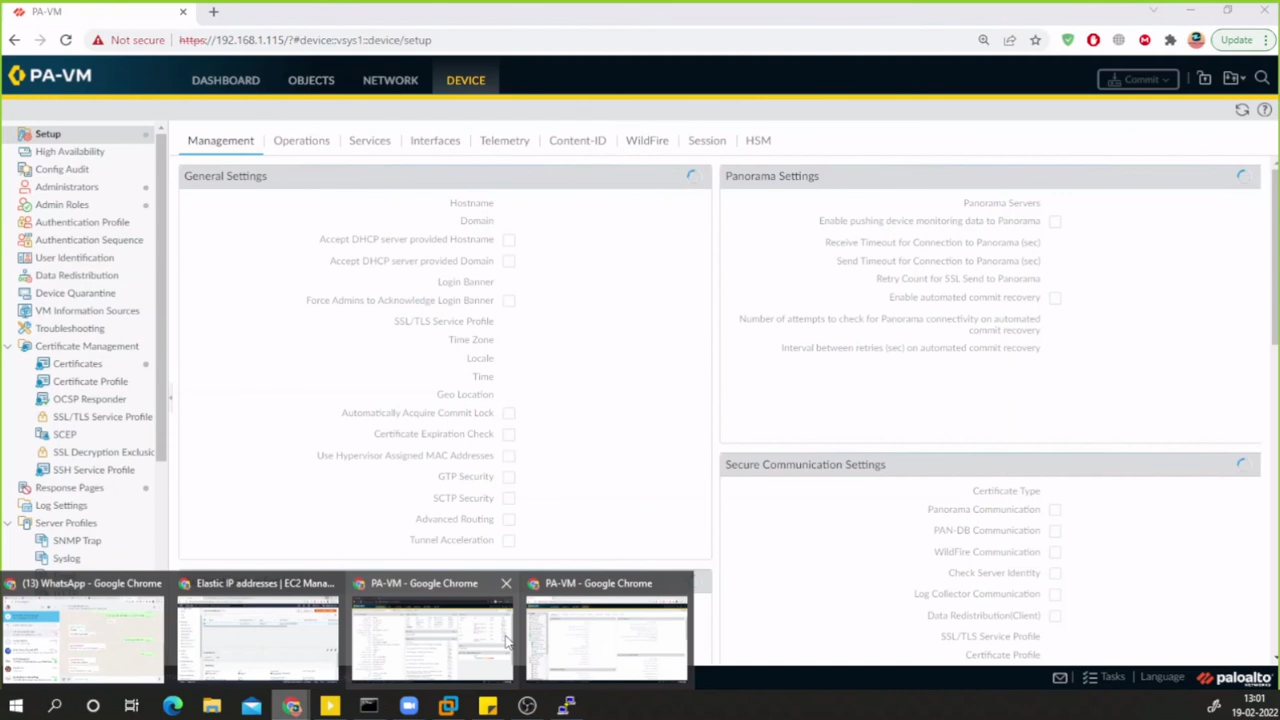 PA-VM
Not secure
https://192.168.1.115/?#device::vsys1::device/setup
Update
PA-VM
DASHBOARD
OBJECTS
NETWORK
DEVICE
Commit
Setup
High Availability
Config Audit
Administrators
Admin Roles
Authentication Profile
Authentication Sequence
User Identification
Data Redistribution
Device Quarantine
VM Information Sources
Troubleshooting
Certificate Management
Certificates
Certificate Profile
OCSP Responder
SSL/TLS Service Profile
SCEP
SSL Decryption Exclusic
SSH Service Profile
Response Pages
Log Settings
Server Profiles
SNMP Trap
Syslog
Management
Operations
Services
Interfaces
Telemetry
Content-ID
WildFire
Session
HSM
General Settings
Hostname
Domain
Accept DHCP server provided Hostname
Accept DHCP server provided Domain
Login Banner
Force Admins to Acknowledge Login Banner
SSL/TLS Service Profile
Time Zone
Locale
Time
Geo Location
Automatically Acquire Commit Lock
Certificate Expiration Check
Use Hypervisor Assigned MAC Addresses
GTP Security
SCTP Security
Advanced Routing
Tunnel Acceleration
Panorama Settings
Panorama Servers
Enable pushing device monitoring data to Panorama
Receive Timeout for Connection to Panorama (sec)
Send Timeout for Connection to Panorama (sec)
Retry Count for SSL Send to Panorama
Enable automated commit recovery
Number of attempts to check for Panorama connectivity on automated
commit recovery
Interval between retries (sec) on automated commit recovery
Secure Communication Settings
Certificate Type
Panorama Communication
PAN-DB Communication
WildFire Communication
Check Server Identity
Log Collector Communication
Data Redistribution(Client)
SSL/TLS Service Profile
Certificate Profile
(13) WhatsApp - Google Chrome
Elastic IP addresses | EC2 Mana...
PA-VM - Google Chrome
PA-VM - Google Chrome
Tasks
Language
paloalto
NETWORKS
13:01
19-02-2022